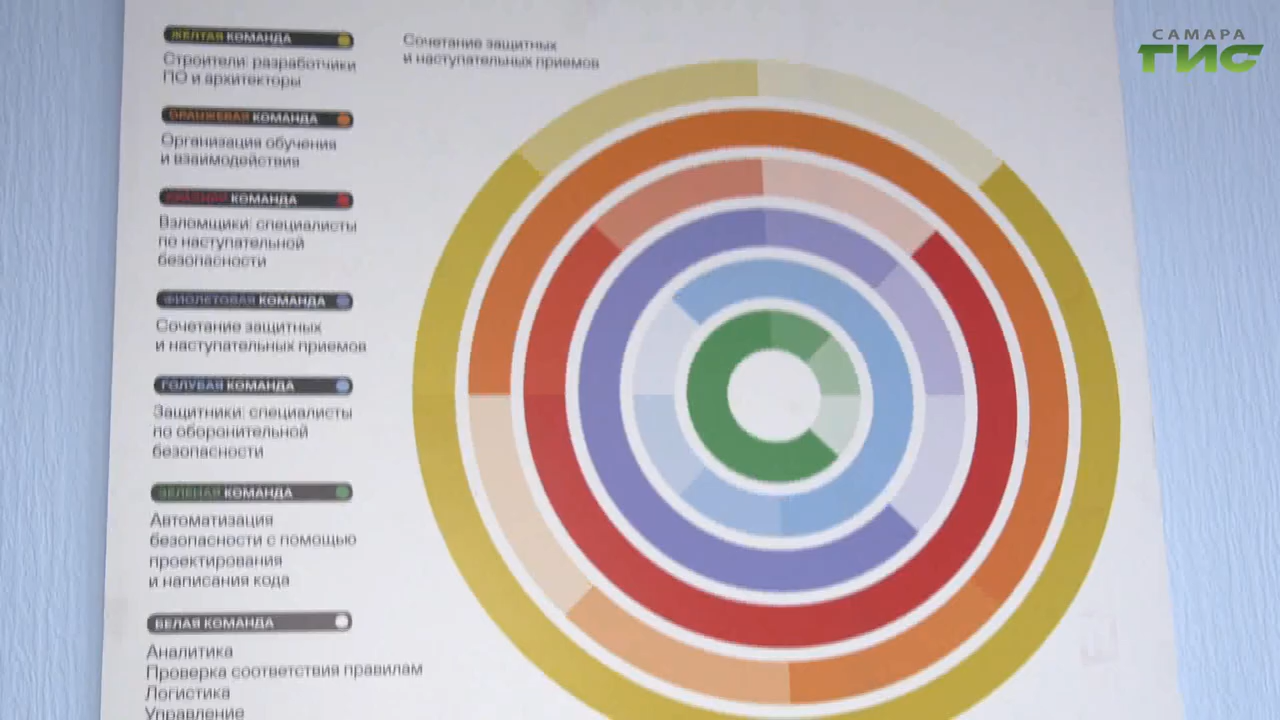 ЖЕЛТАЯ КОМАНДА
Строители: разработчики
ПО и архитекторы
ОРАНЖЕВАЯ КОМАНДА
Организация обучения
и взаимодействия
КРАСНАЯ КОМАНДА
Взломщики: специалисты
по наступательной
безопасности
ФИОЛЕТОВАЯ КОМАНДА
Сочетание защитных
и наступательных приемов
ГОЛУБАЯ КОМАНДА
Защитники: специалисты
по оборонительной
безопасности
ЗЕЛЕНАЯ КОМАНДА
Автоматизация
безопасности с помощью
проектирования
и написания кода
БЕЛАЯ КОМАНДА
Аналитика
Проверка соответствия правилам
Логистика
Управление
Сочетание защитных
и наступательных приемов
САМАРА
ГИС